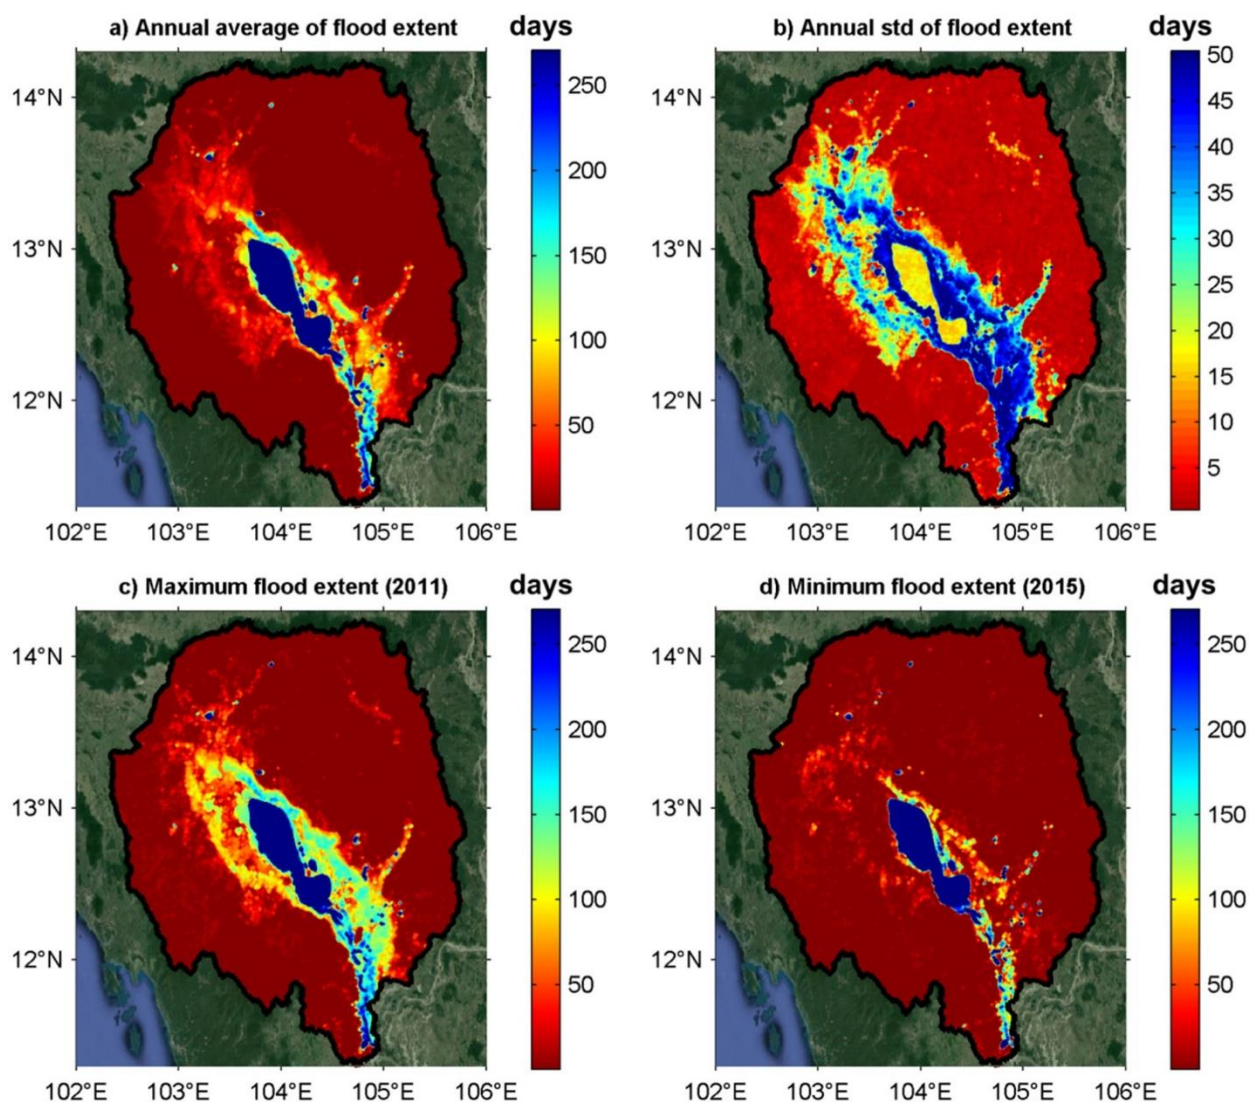 a) Annual average of flood extent
days
14°N
13°N
12°N
102°E 103°E 104°E 105°E 106°E
250
200
150
100
50
b) Annual std of flood extent
days
14°N
13°N
12°N
102°E 103°E 104°E 105°E 106°E
50
45
40
35
30
25
20
15
10
5
c) Maximum flood extent (2011)
days
14°N
13°N
12°N
102°E 103°E 104°E 105°E 106°E
250
200
150
100
50
d) Minimum flood extent (2015)
days
14°N
13°N
12°N
102°E 103°E 104°E 105°E 106°E
250
200
150
100
50